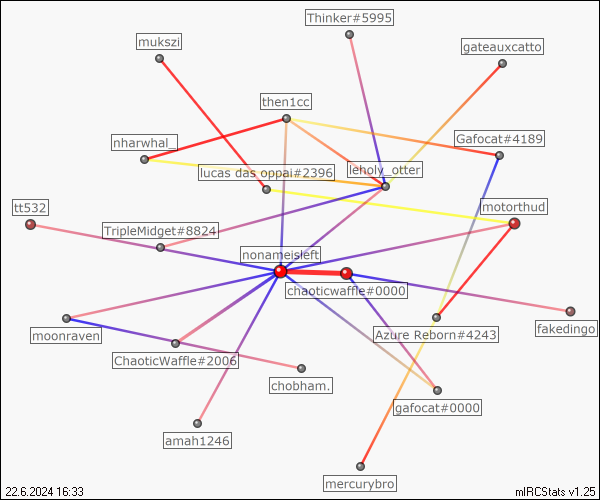 Thinker#5995
mukszi
gateauxcatto
then1cc
nharwhal_
Gafocat#4189
lucas das oppai#2396
leholy_otter
tt532
motorthud
TripleMidget#8824
nonameisleft
chaoticwaffle#0000
moonraven
Azure Reborn#4243
fakedingo
ChaoticWaffle#2006
chobham.
gafocat#0000
amah1246
mercurybro
22.6.2024 16:33
mIRCStats v1.25